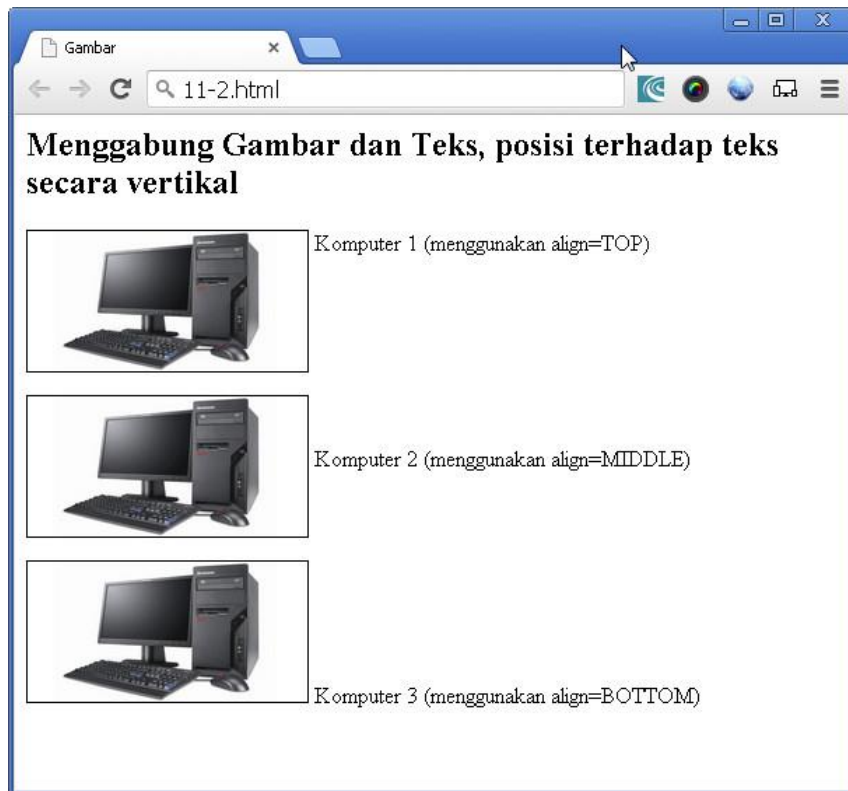 Gambar
11-2.html
Menggabung Gambar dan Teks, posisi terhadap teks
secara vertikal
Komputer 1 (menggunakan align=TOP)
Komputer 2 (menggunakan align=MIDDLE)
Komputer 3 (menggunakan align=BOTTOM)